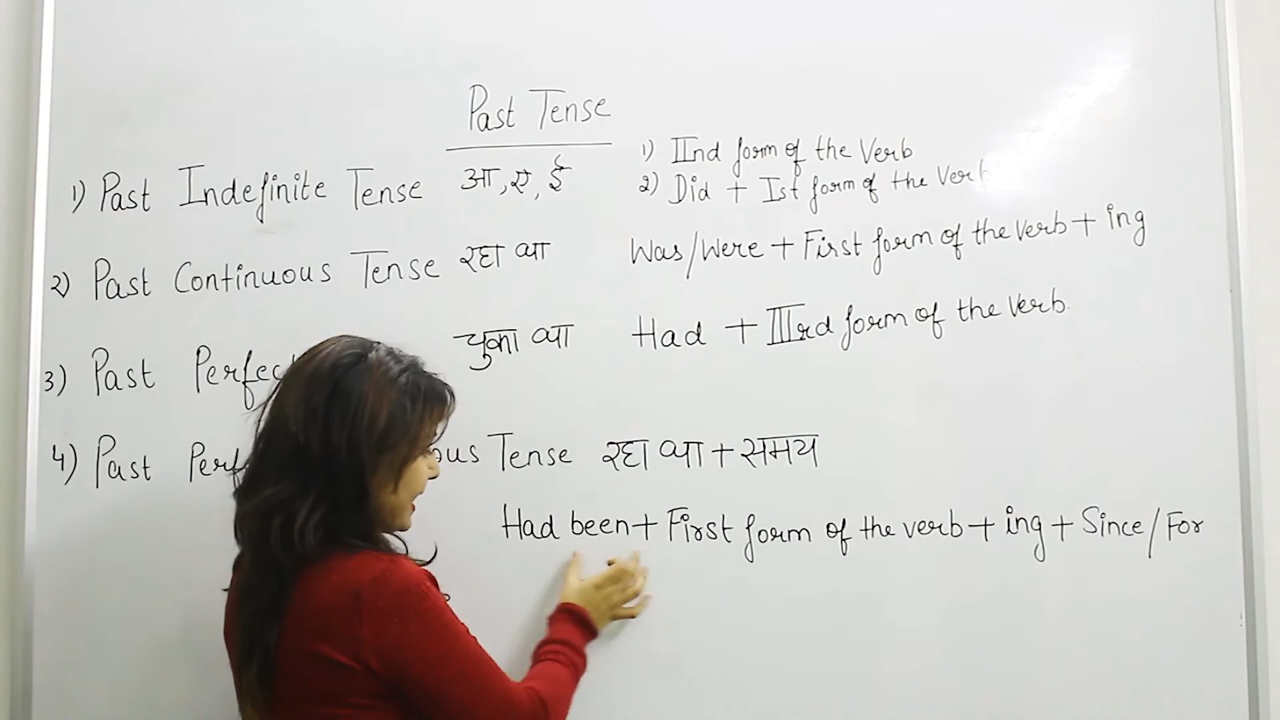 Past Tense
1) Past Indefinite Tense आ, ए, ई 1) IInd form of the Verb
2) Did + Ist form of the Verb
2) Past Continuous Tense रहा था Was/Were + First form of the verb + ing
3) Past चुका था Had + IIIrd form of the verb.
4) Past Tense रहा था + समय
Had been + First form of the verb + ing + Since/For